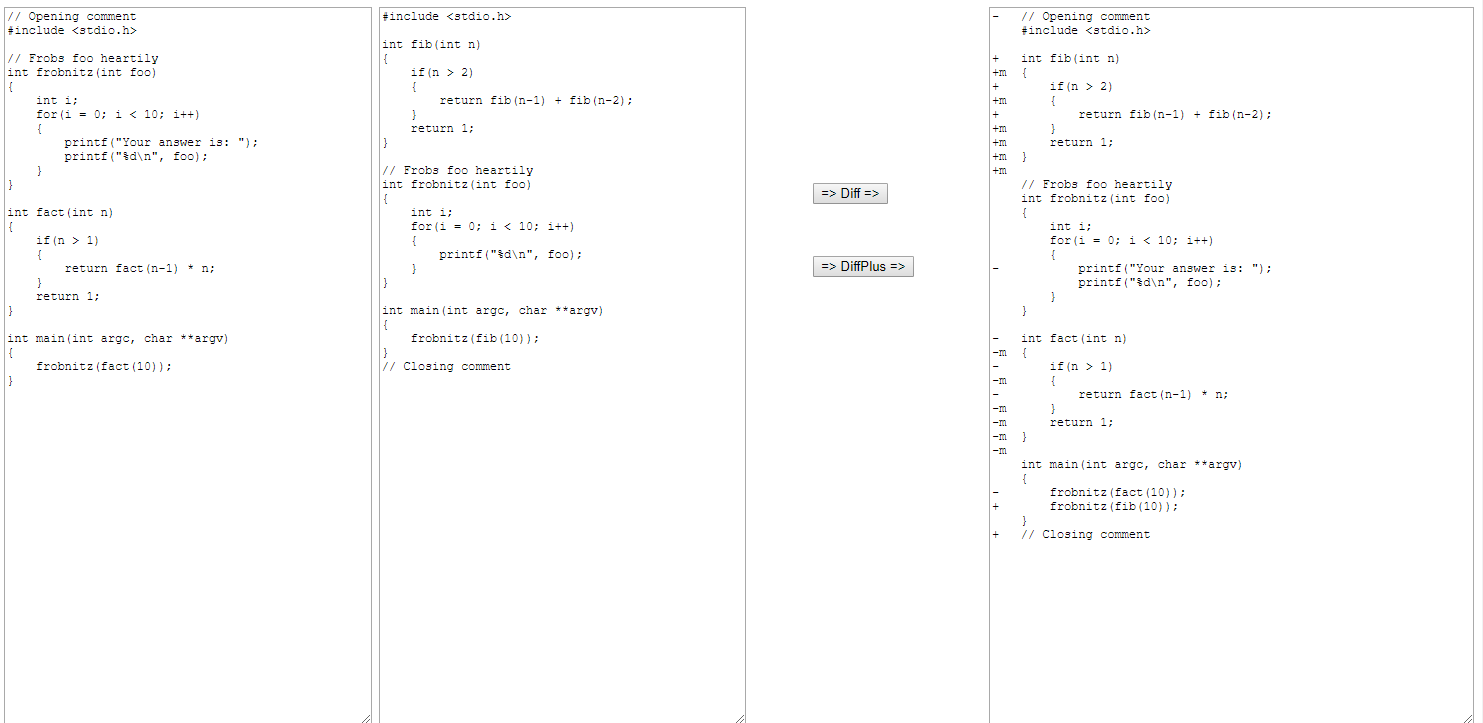 // Opening comment
#include <stdio.h>

// Frobs foo heartily
int frobnitz(int foo)
{
    int i;
    for(i = 0; i < 10; i++)
    {
        printf("Your answer is: ");
        printf("%d\n", foo);
    }
}

int fact(int n)
{
    if(n > 1)
    {
        return fact(n-1) * n;
    }
    return 1;
}

int main(int argc, char **argv)
{
    frobnitz(fact(10));
}
#include <stdio.h>

int fib(int n)
{
    if(n > 2)
    {
        return fib(n-1) + fib(n-2);
    }
    return 1;
}

// Frobs foo heartily
int frobnitz(int foo)
{
    int i;
    for(i = 0; i < 10; i++)
    {
        printf("%d\n", foo);
    }
}

int main(int argc, char **argv)
{
    frobnitz(fib(10));
}
// Closing comment
=> Diff =>
=> DiffPlus =>
-   // Opening comment
    #include <stdio.h>

+   int fib(int n)
+m  {
+       if(n > 2)
+m      {
+           return fib(n-1) + fib(n-2);
+m      }
+m      return 1;
+m  }
+m
    // Frobs foo heartily
    int frobnitz(int foo)
    {
        int i;
        for(i = 0; i < 10; i++)
        {
-           printf("Your answer is: ");
            printf("%d\n", foo);
        }
    }

-   int fact(int n)
-m  {
-       if(n > 1)
-m      {
-           return fact(n-1) * n;
-m      }
-m      return 1;
-m  }
-m
    int main(int argc, char **argv)
    {
-       frobnitz(fact(10));
+       frobnitz(fib(10));
    }
+   // Closing comment